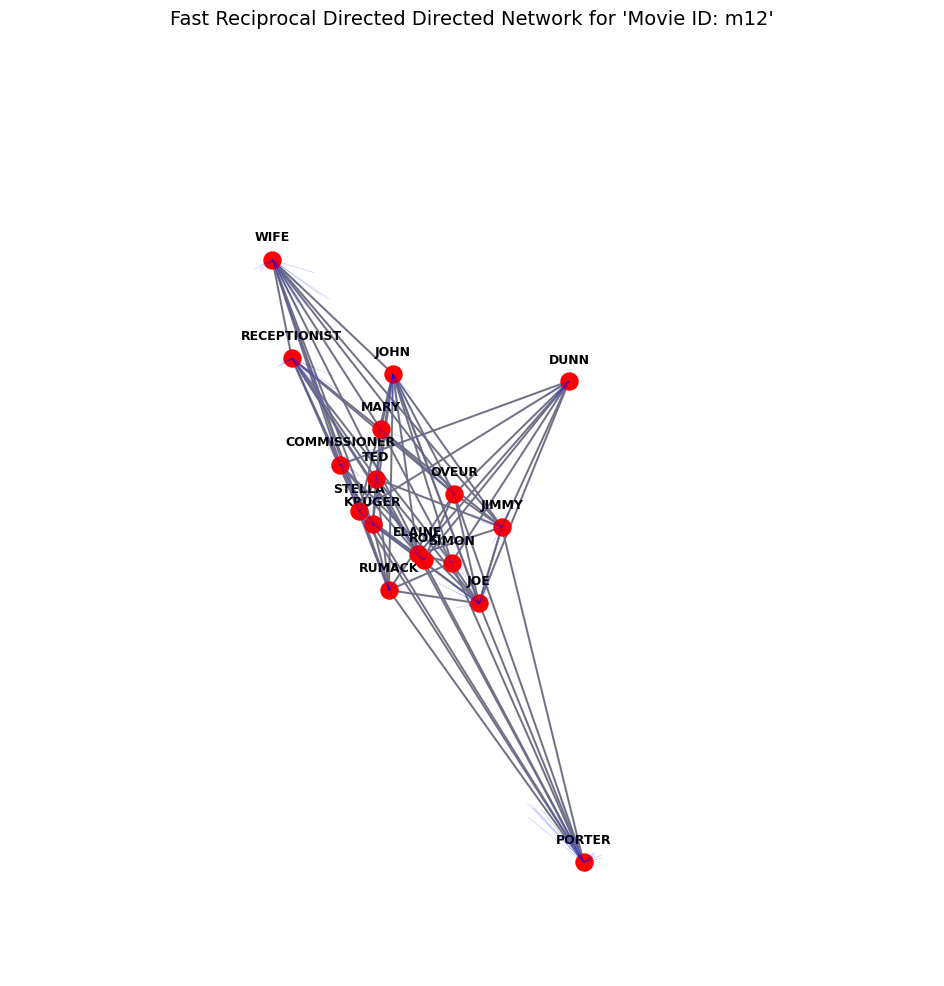 Fast Reciprocal Directed Directed Network for 'Movie ID: m12'
WIFE
RECEPTIONIST
JOHN
DUNN
MARY
COMMISSIONER
TED
OVEUR
STELLA
KRUGER
JIMMY
ELAINE
SIMON
RUMACK
JOE
PORTER